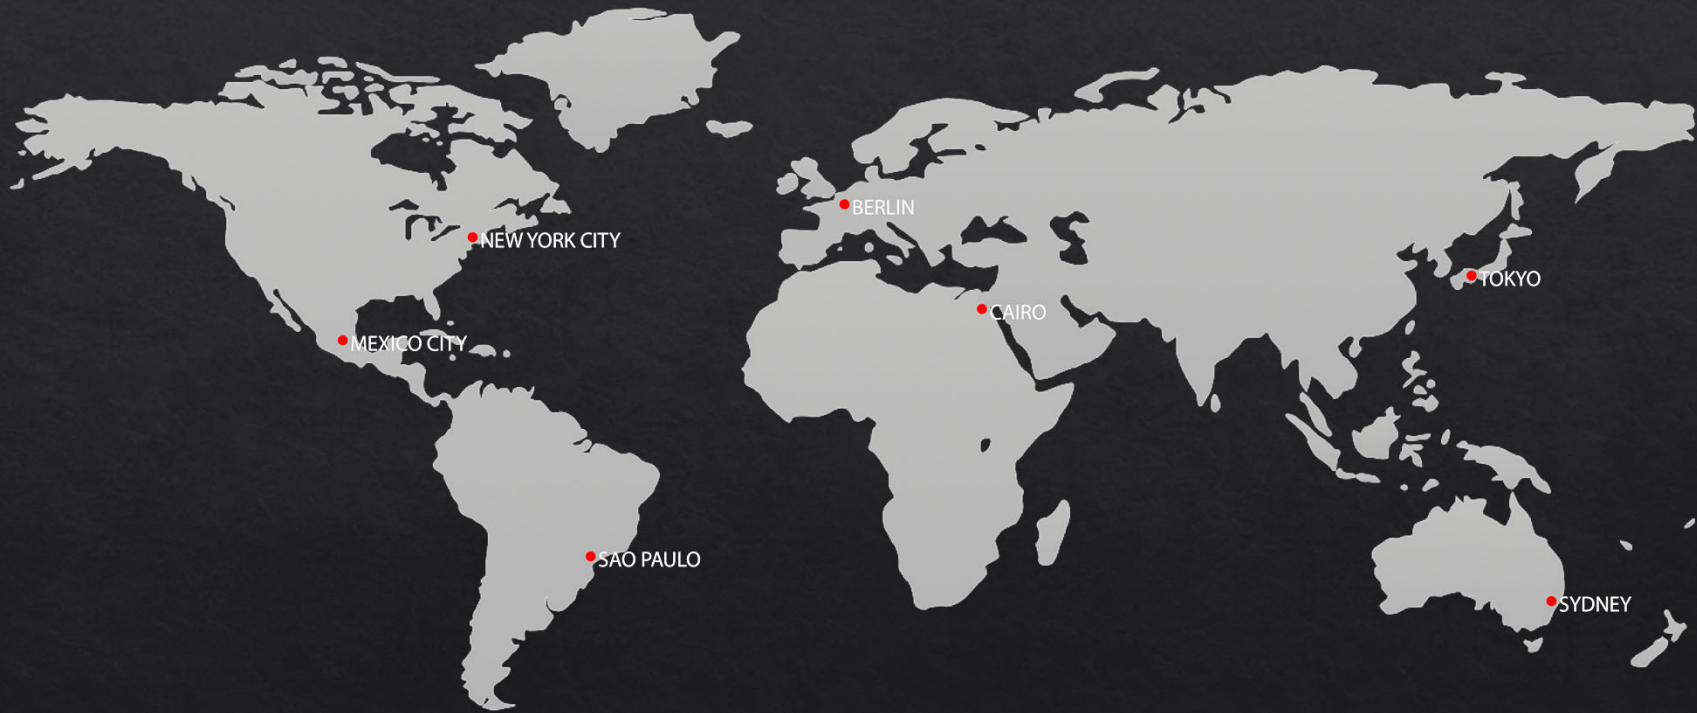 BERLIN
NEW YORK CITY
TOKYO
CAIRO
MEXICO CITY
SAO PAULO
SYDNEY